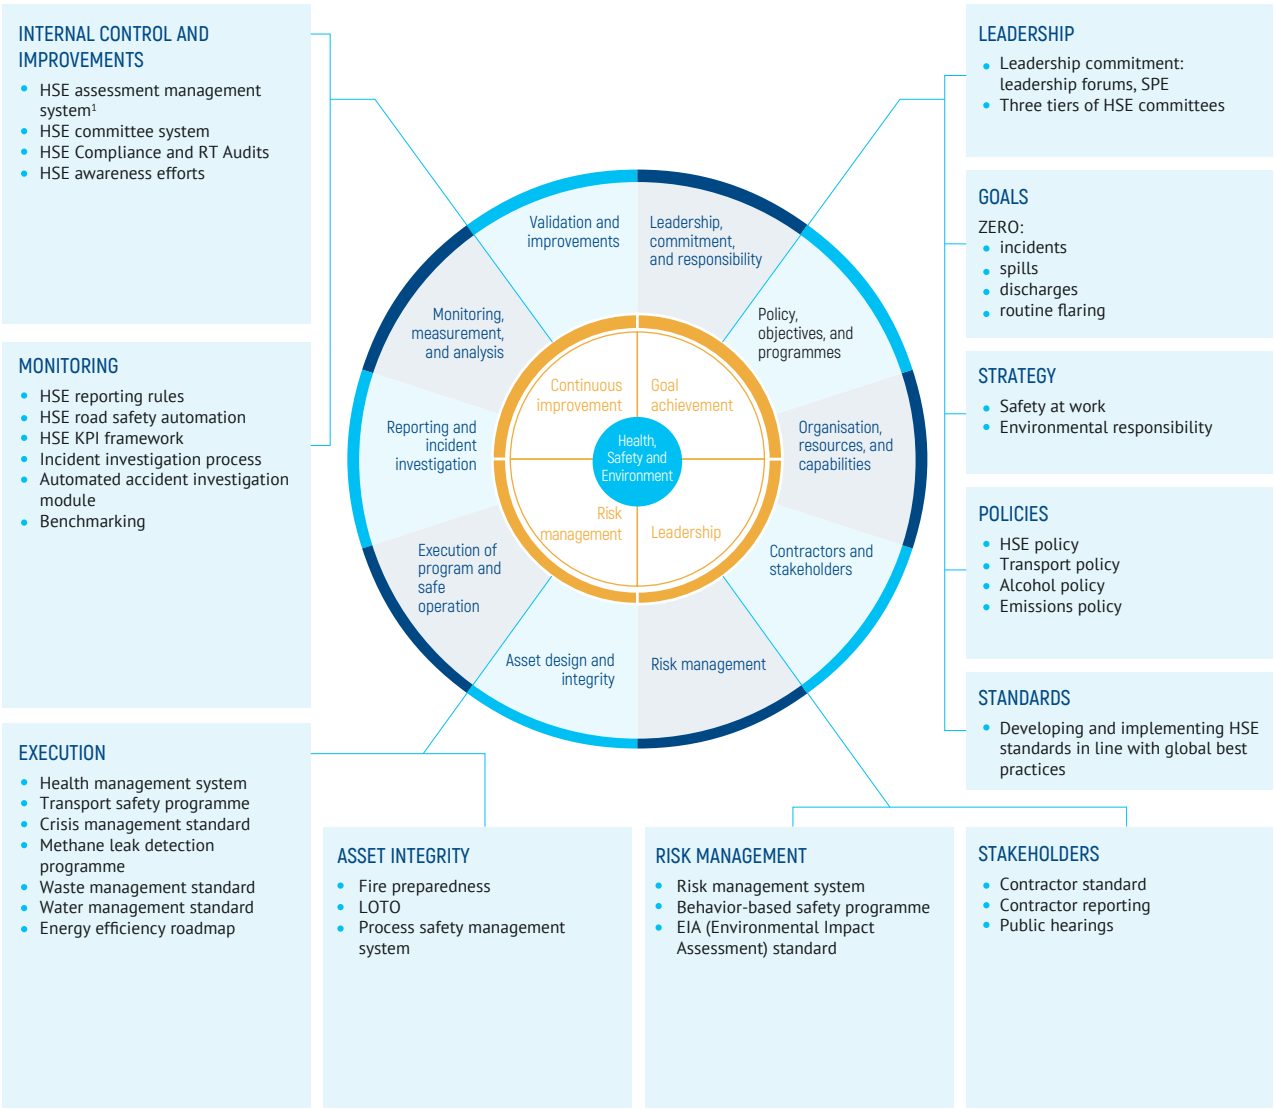 INTERNAL CONTROL AND
IMPROVEMENTS
• HSE assessment management
system¹
• HSE committee system
• HSE Compliance and RT Audits
• HSE awareness efforts
MONITORING
• HSE reporting rules
• HSE road safety automation
• HSE KPI framework
• Incident investigation process
• Automated accident investigation
module
• Benchmarking
EXECUTION
• Health management system
• Transport safety programme
• Crisis management standard
• Methane leak detection
programme
• Waste management standard
• Water management standard
• Energy efficiency roadmap
Validation and
improvements
Leadership,
commitment,
and responsibility
Monitoring,
measurement,
and analysis
Policy,
objectives, and
programmes
Reporting and
incident
investigation
Organisation,
resources, and
capabilities
Execution of
program and
safe
operation
Contractors and
stakeholders
Asset design and
integrity
Risk management
Continuous
improvement
Goal
achievement
Health,
Safety and
Environment
Risk
management
Leadership
ASSET INTEGRITY
• Fire preparedness
• LOTO
• Process safety management
system
RISK MANAGEMENT
• Risk management system
• Behavior-based safety programme
• EIA (Environmental Impact
Assessment) standard
LEADERSHIP
• Leadership commitment:
leadership forums, SPE
• Three tiers of HSE committees
GOALS
ZERO:
• incidents
• spills
• discharges
• routine flaring
STRATEGY
• Safety at work
• Environmental responsibility
POLICIES
• HSE policy
• Transport policy
• Alcohol policy
• Emissions policy
STANDARDS
• Developing and implementing HSE
standards in line with global best
practices
STAKEHOLDERS
• Contractor standard
• Contractor reporting
• Public hearings